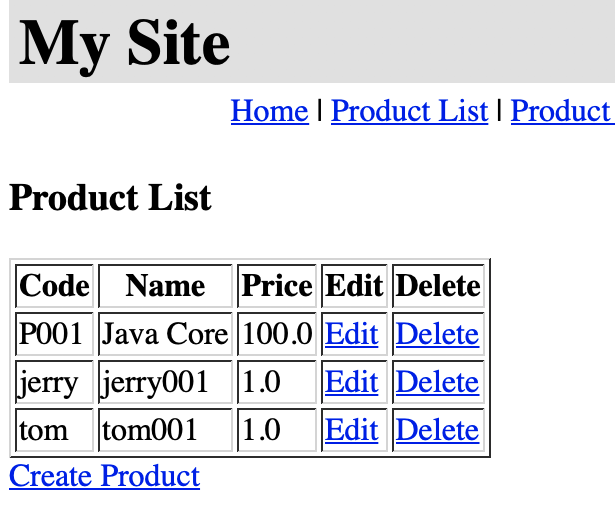 My Site
Home | Product List | Product
Product List
Code Name Price Edit Delete
P001 Java Core 100.0 Edit Delete
jerry jerry001 1.0 Edit Delete
tom tom001 1.0 Edit Delete
Create Product